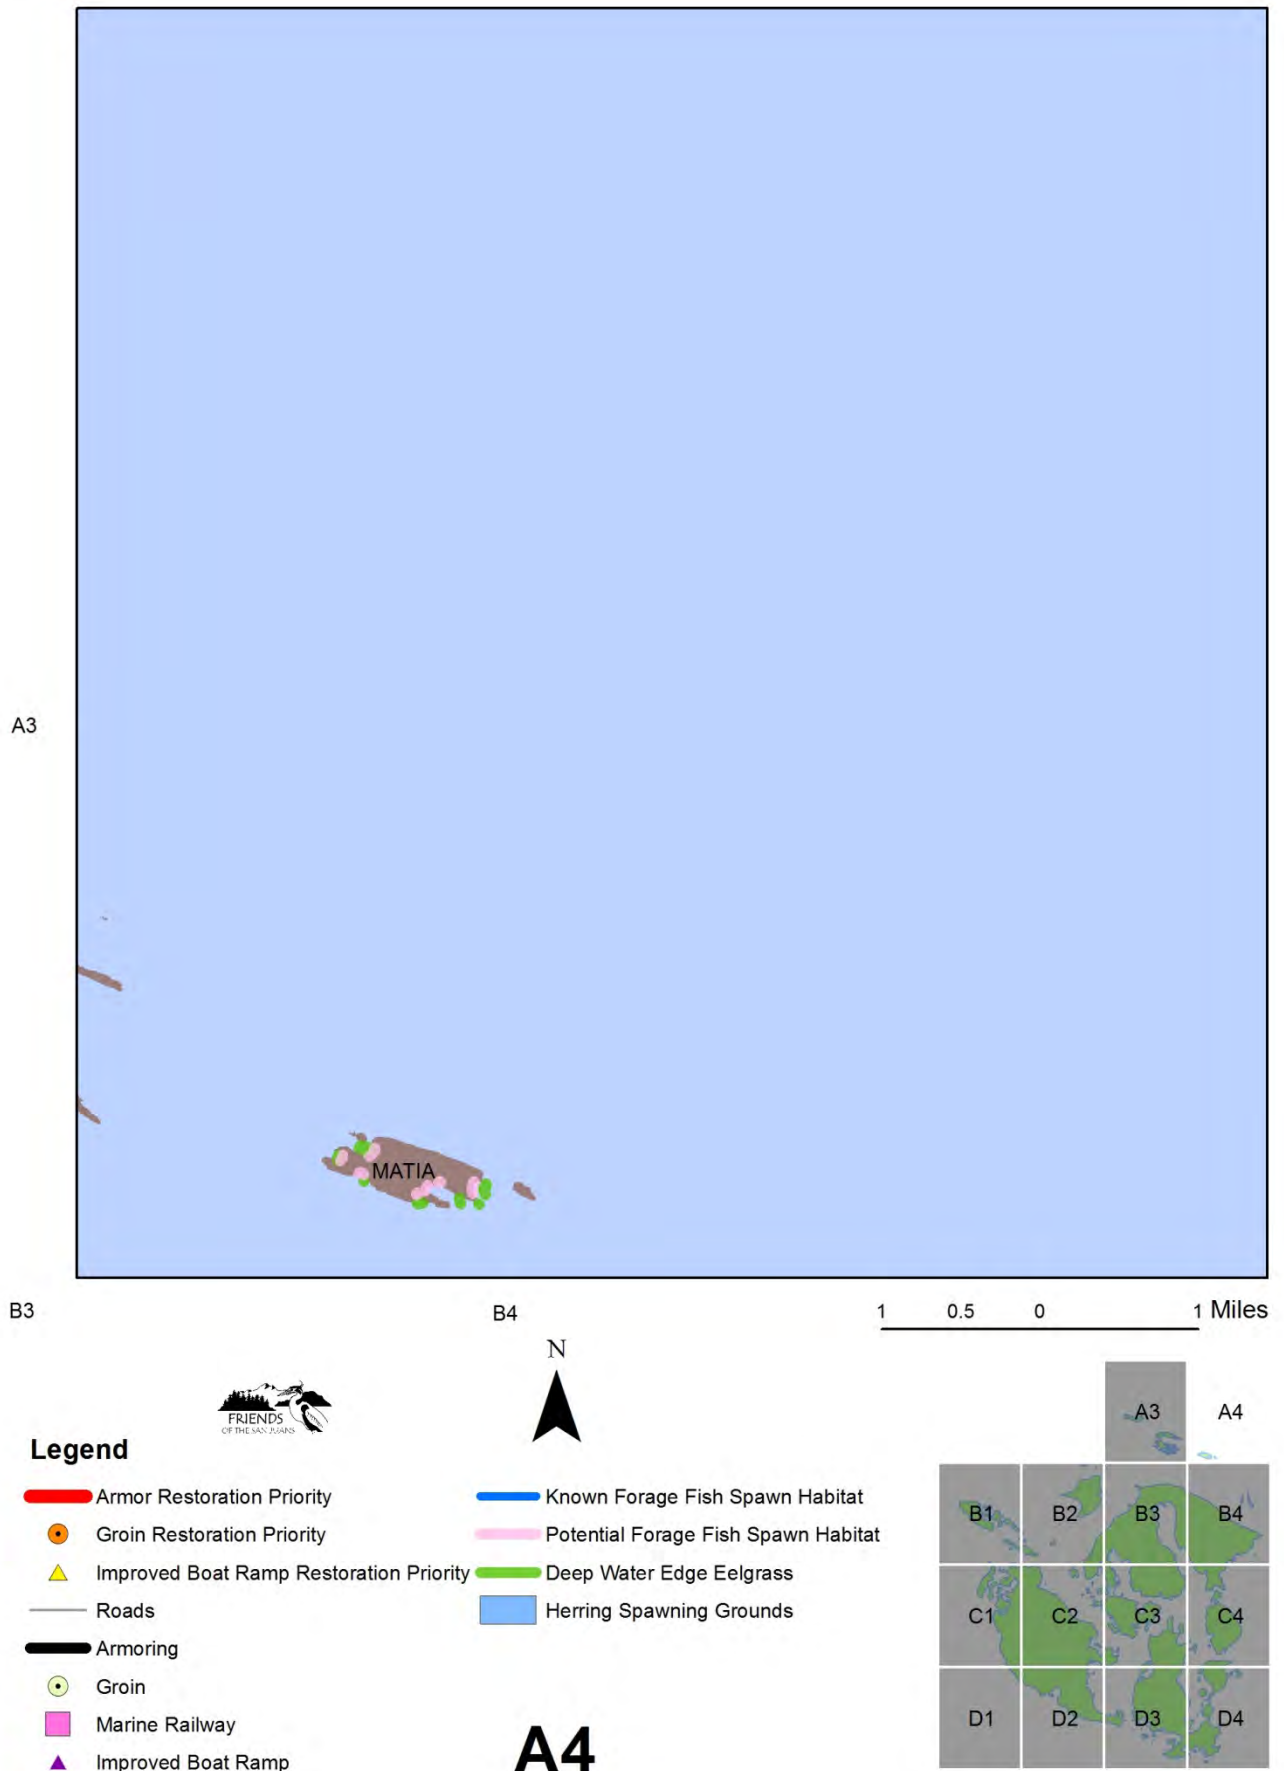 A3
MATIA
B3
B4
1 0.5 0 1 Miles
N
FRIENDS
OF THE SAN JUANS
Legend
Armor Restoration Priority
Groin Restoration Priority
Improved Boat Ramp Restoration Priority
Roads
Armoring
Groin
Marine Railway
Improved Boat Ramp
Known Forage Fish Spawn Habitat
Potential Forage Fish Spawn Habitat
Deep Water Edge Eelgrass
Herring Spawning Grounds
A4
A3 A4
B1 B2 B3 B4
C1 C2 C3 C4
D1 D2 D3 D4